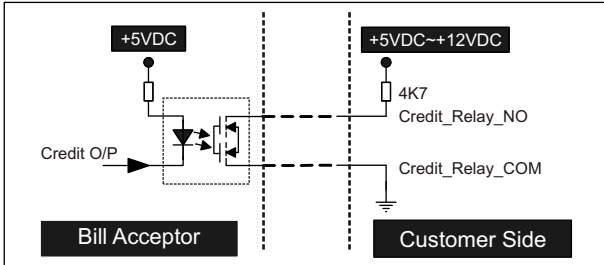 +5VDC
+5VDC~+12VDC
4K7
Credit_Relay_NO
Credit O/P
Credit_Relay_COM
Bill Acceptor
Customer Side